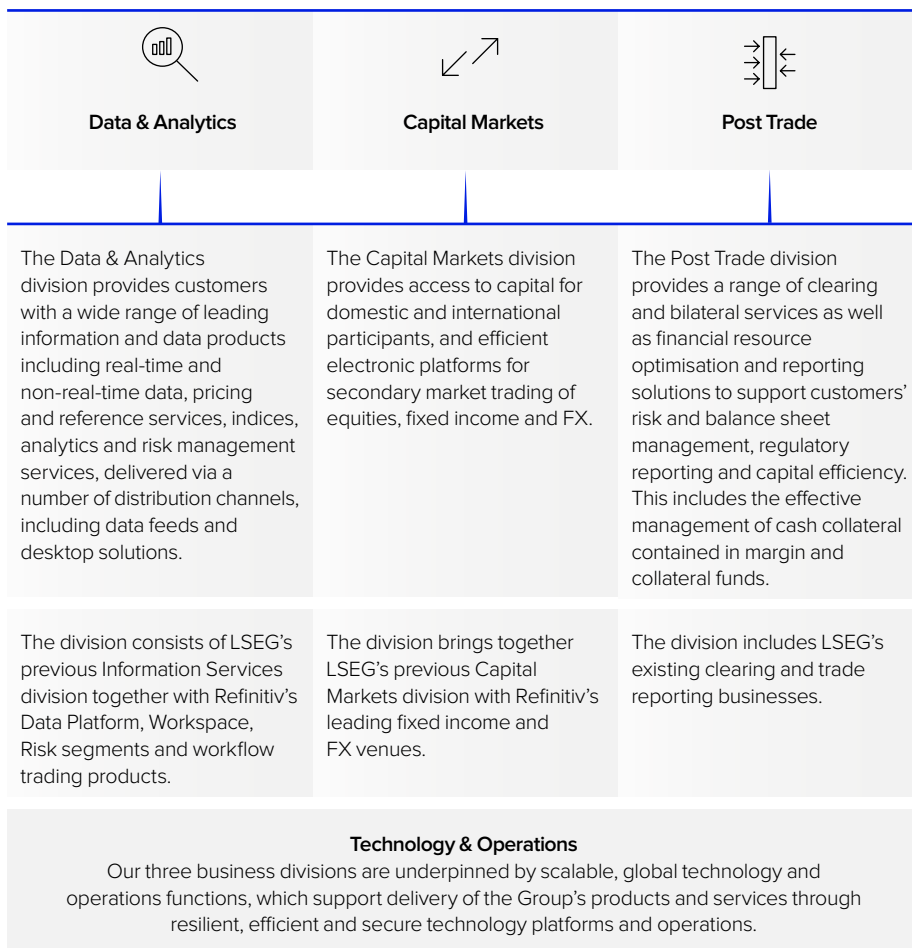 Data & Analytics
Capital Markets
Post Trade
The Data & Analytics
division provides customers
with a wide range of leading
information and data products
including real-time and
non-real-time data, pricing
and reference services, indices,
analytics and risk management
services, delivered via a
number of distribution channels,
including data feeds and
desktop solutions.
The Capital Markets division
provides access to capital for
domestic and international
participants, and efficient
electronic platforms for
secondary market trading of
equities, fixed income and FX.
The Post Trade division
provides a range of clearing
and bilateral services as well
as financial resource
optimisation and reporting
solutions to support customers’
risk and balance sheet
management, regulatory
reporting and capital efficiency.
This includes the effective
management of cash collateral
contained in margin and
collateral funds.
The division consists of LSEG’s
previous Information Services
division together with Refinitiv’s
Data Platform, Workspace,
Risk segments and workflow
trading products.
The division brings together
LSEG’s previous Capital
Markets division with Refinitiv’s
leading fixed income and
FX venues.
The division includes LSEG’s
existing clearing and trade
reporting businesses.
Technology & Operations
Our three business divisions are underpinned by scalable, global technology and
operations functions, which support delivery of the Group’s products and services through
resilient, efficient and secure technology platforms and operations.